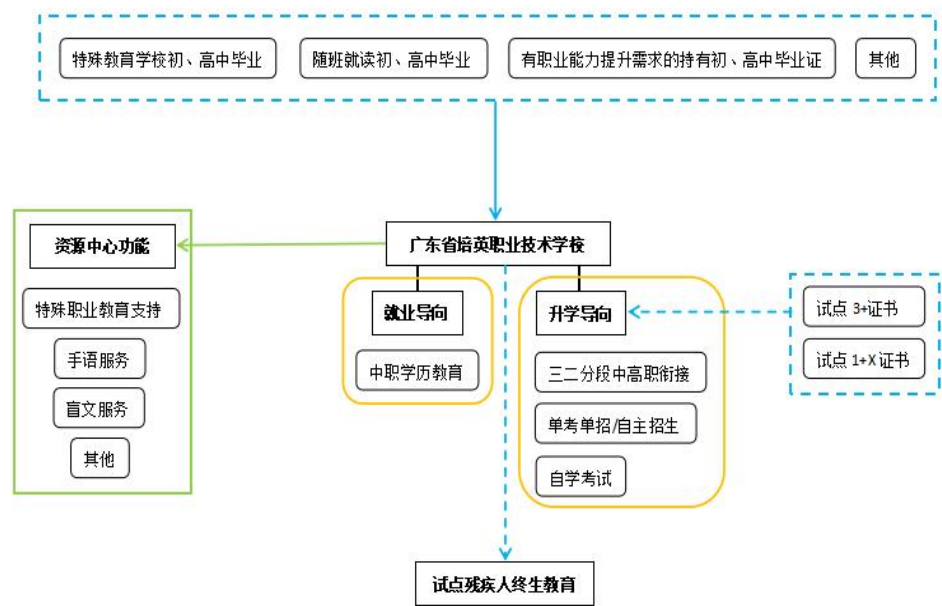 特殊教育学校初、高中毕业
随班就读初、高中毕业
有职业能力提升需求的持有初、高中毕业证
其他
广东省培英职业技术学校
资源中心功能
特殊职业教育支持
手语服务
盲文服务
其他
就业导向
中职学历教育
升学导向
三二分段中高职衔接
单考单招/自主招生
自学考试
试点 3+证书
试点 1+X 证书
试点残疾人终生教育